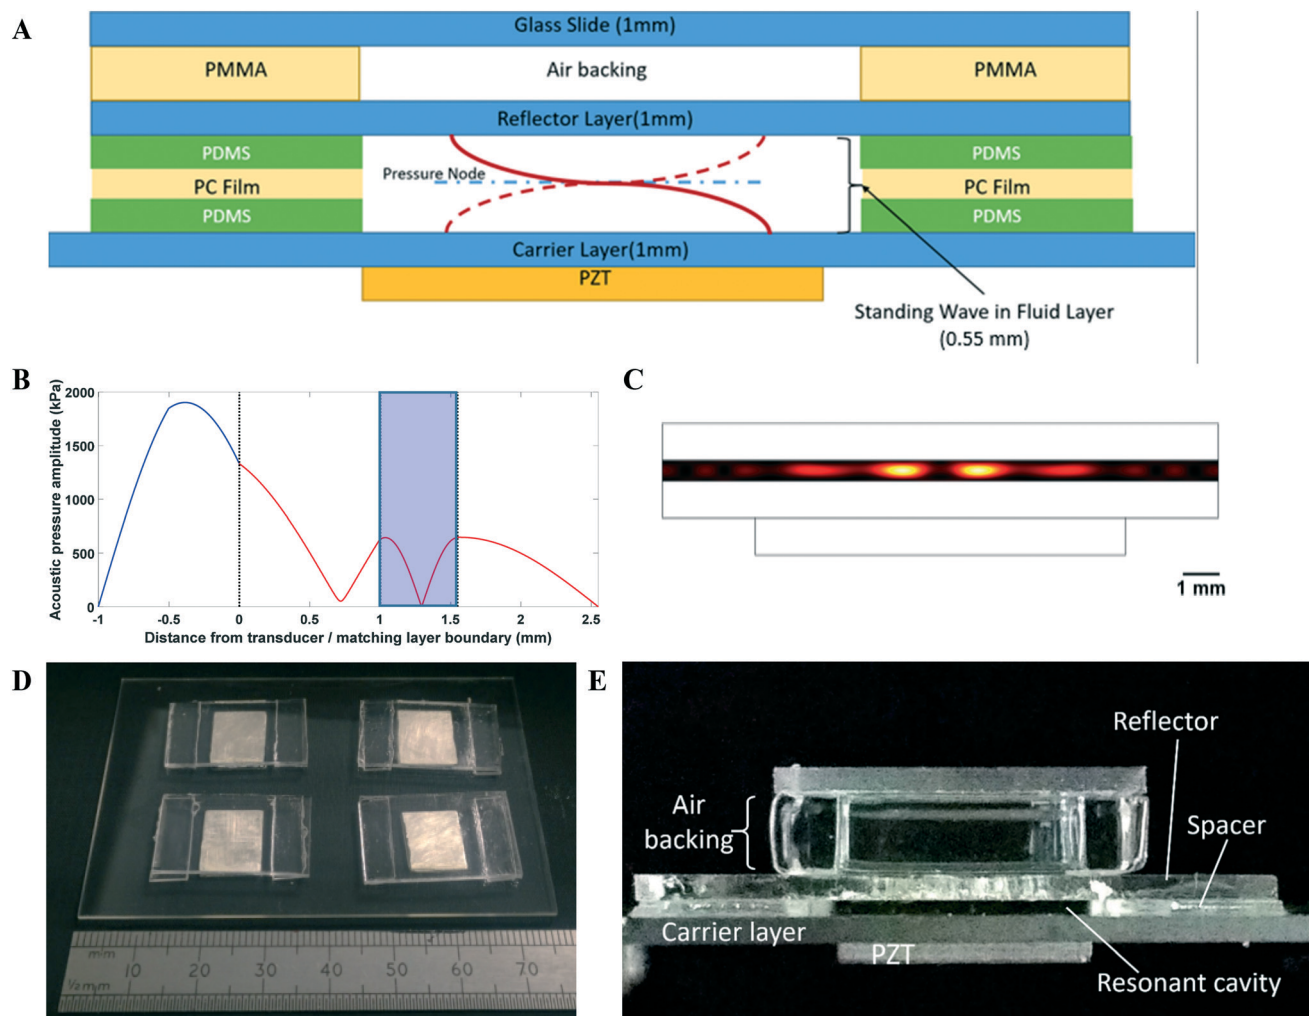 A
Glass Slide (1mm)
PMMA
Air backing
PMMA
Reflector Layer(1mm)
PDMS
PDMS
Pressure Node
PC Film
PC Film
PDMS
PDMS
Carrier Layer(1mm)
PZT
Standing Wave in Fluid Layer
(0.55 mm)
B
Acoustic pressure amplitude (kPa)
2000
1500
1000
500
0
-1
-0.5
0
0.5
1
1.5
2
2.5
Distance from transducer / matching layer boundary (mm)
C
1 mm
D
m/m
10
20
30
40
50
60
70
½ m/m
E
Reflector
Air
backing
Spacer
Carrier layer
PZT
Resonant cavity